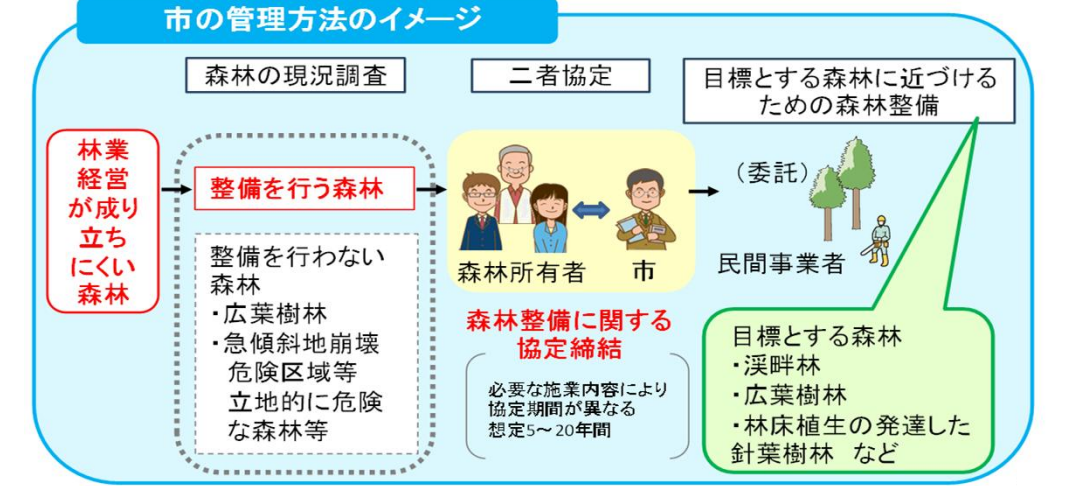 市の管理方法のイメージ
森林の現況調査
二者協定
目標とする森林に近づける
ための森林整備
林業
経営
が成り
立ち
にくい
森林
整備を行う森林
整備を行わない
森林
・広葉樹林
・急傾斜地崩壊
危険区域等
立地的に危険
な森林等
森林所有者
市
森林整備に関する
協定締結
必要な施業内容により
協定期間が異なる
想定5～20年間
（委託）
民間事業者
目標とする森林
・渓畔林
・広葉樹林
・林床植生の発達した
針葉樹林 など